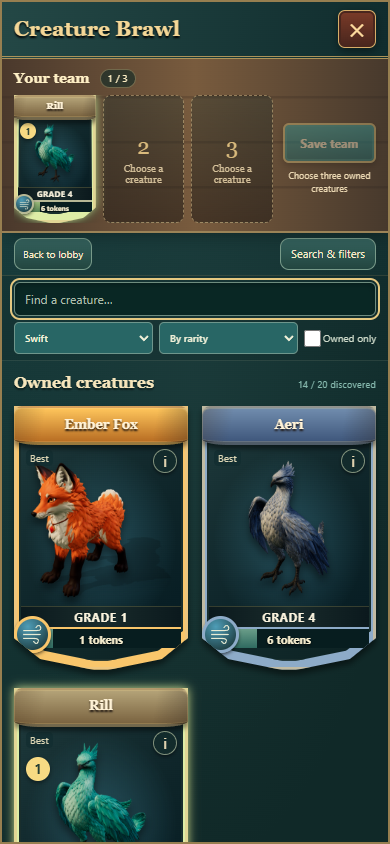 Creature Brawl
Your team
1 / 3
Rill
1
GRADE 4
6 tokens
2
Choose a
creature
3
Choose a
creature
Save team
Choose three owned
creatures
Back to lobby
Search & filters
Find a creature...
Swift
By rarity
Owned only
Owned creatures
14 / 20 discovered
Ember Fox
Best
i
GRADE 1
1 tokens
Aeri
Best
i
GRADE 4
6 tokens
Rill
Best
i
1